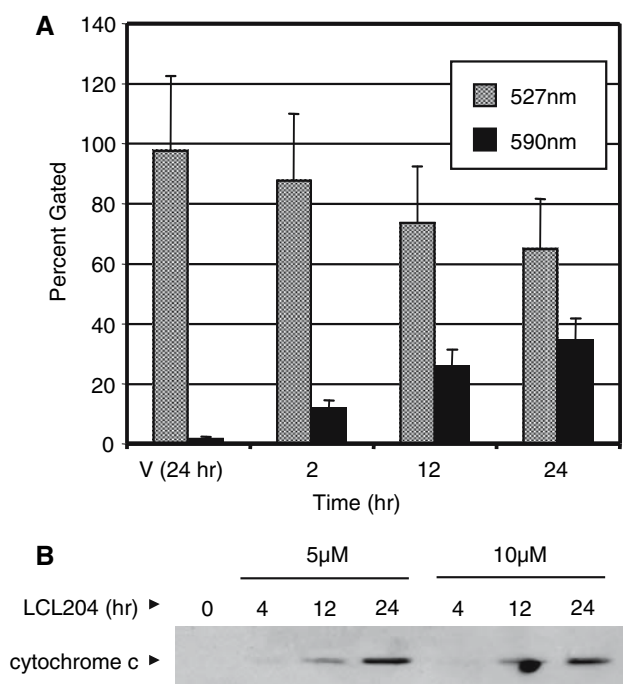 A
140
120
100
80
60
40
20
0
Percent Gated
527nm
590nm
V (24 hr) 2 12 24
Time (hr)
B
5μM 10μM
LCL204 (hr) 0 4 12 24 4 12 24
cytochrome c